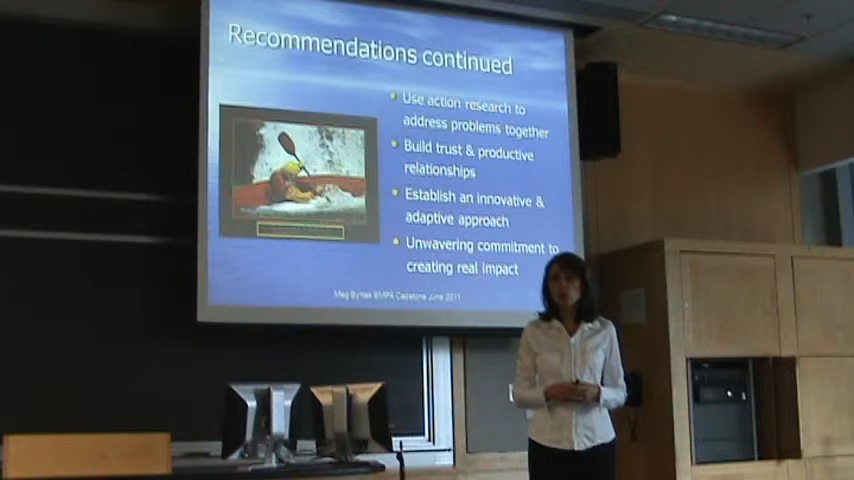 Recommendations continued
Use action research to
address problems together
Build trust & productive
relationships
Establish an innovative &
adaptive approach
Unwavering commitment to
creating real impact
Meg EMPA Capstone June 2011